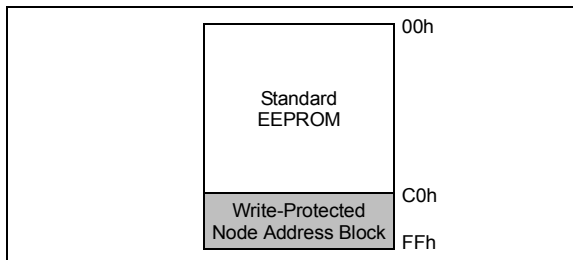 00h
Standard
EEPROM
C0h
Write-Protected
Node Address Block
FFh